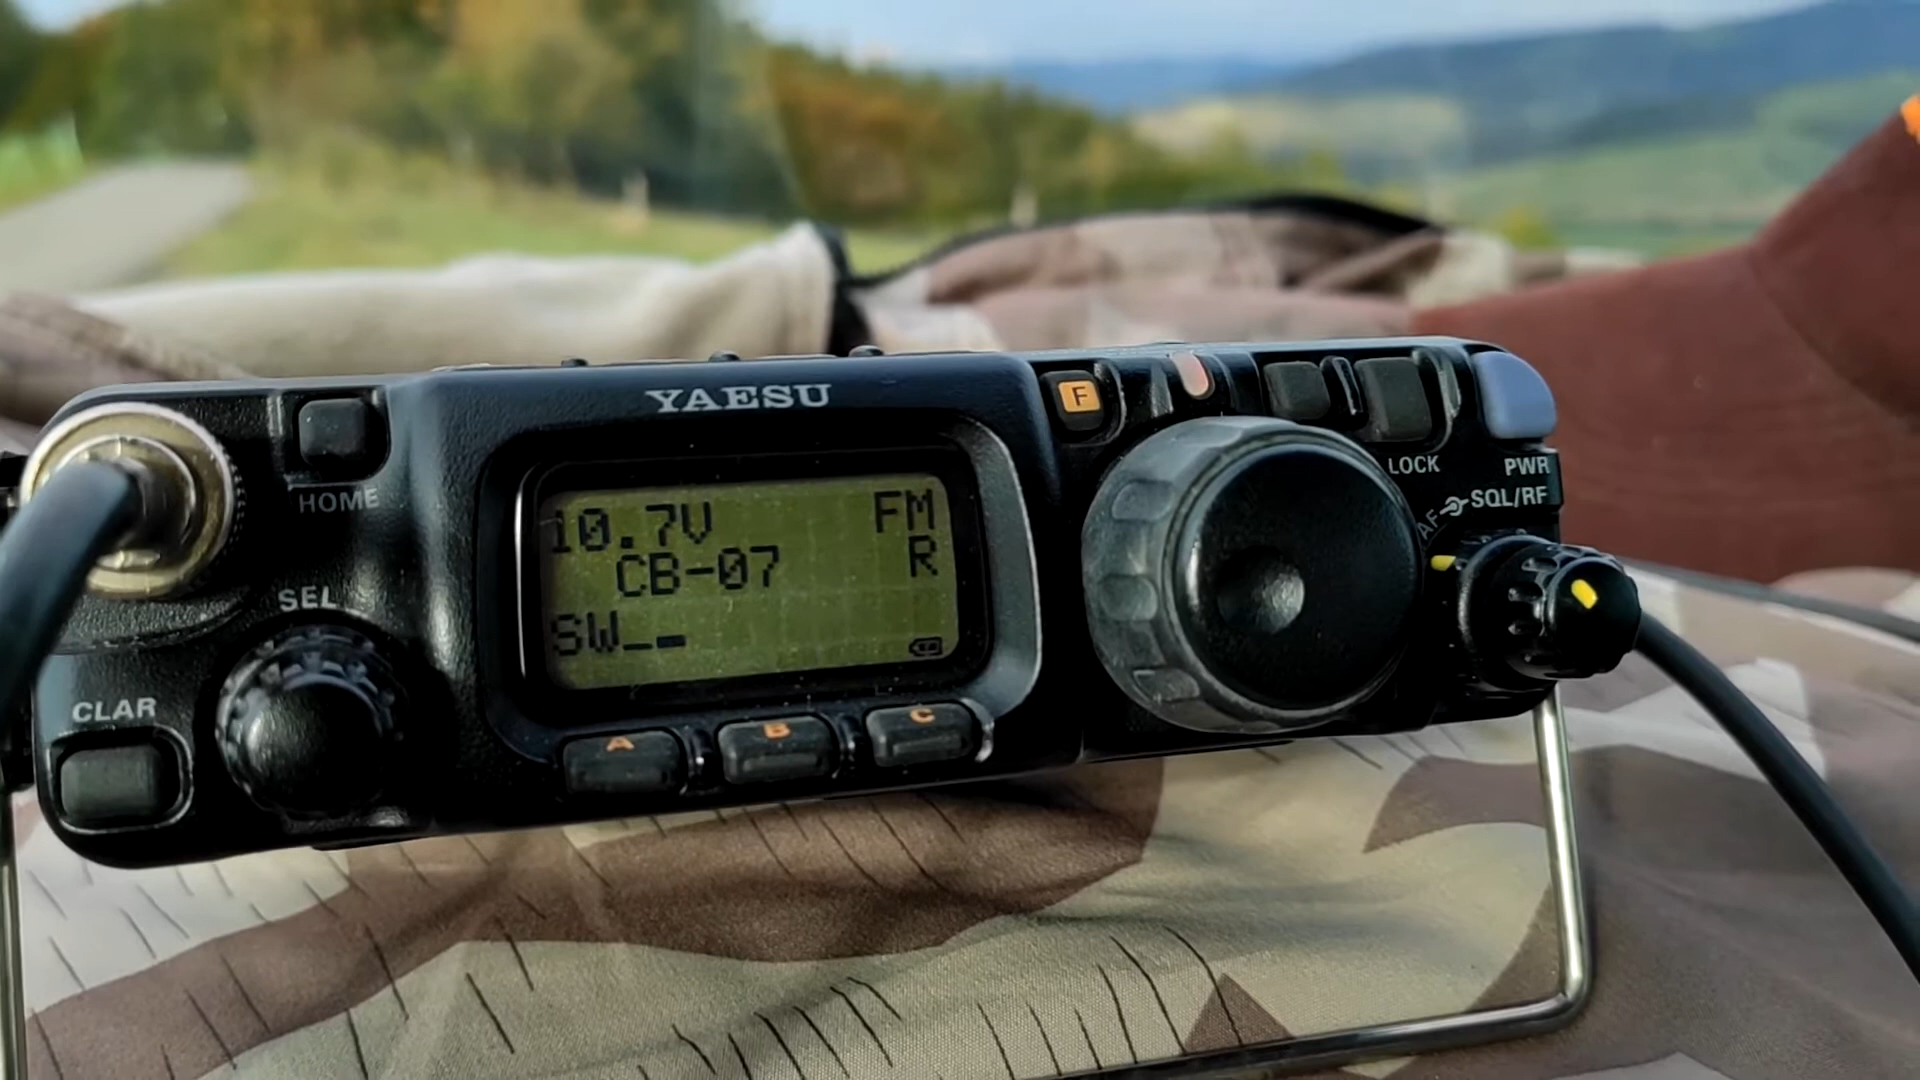 YAESU
F
HOME
LOCK
PWR
AF
SQL/RF
10.7V FM
CB-07 R
SW
SEL
CLAR
A B C